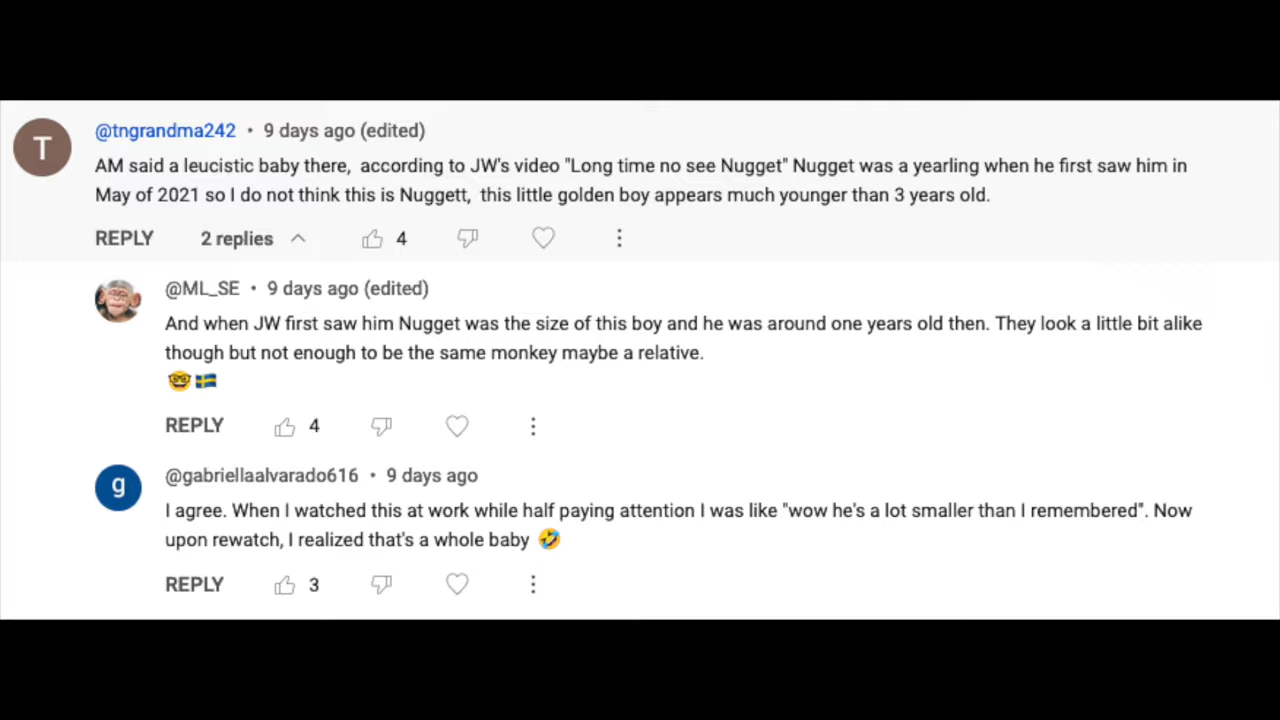 T
@tngrandma242 • 9 days ago (edited)
AM said a leucistic baby there, according to JW's video "Long time no see Nugget" Nugget was a yearling when he first saw him in
May of 2021 so I do not think this is Nuggett, this little golden boy appears much younger than 3 years old.
REPLY 2 replies 4
@ML_SE • 9 days ago (edited)
And when JW first saw him Nugget was the size of this boy and he was around one years old then. They look a little bit alike
though but not enough to be the same monkey maybe a relative.
🤓🇸🇪
REPLY 4
g
@gabriellaalvarado616 • 9 days ago
I agree. When I watched this at work while half paying attention I was like "wow he's a lot smaller than I remembered". Now
upon rewatch, I realized that's a whole baby 🤣
REPLY 3